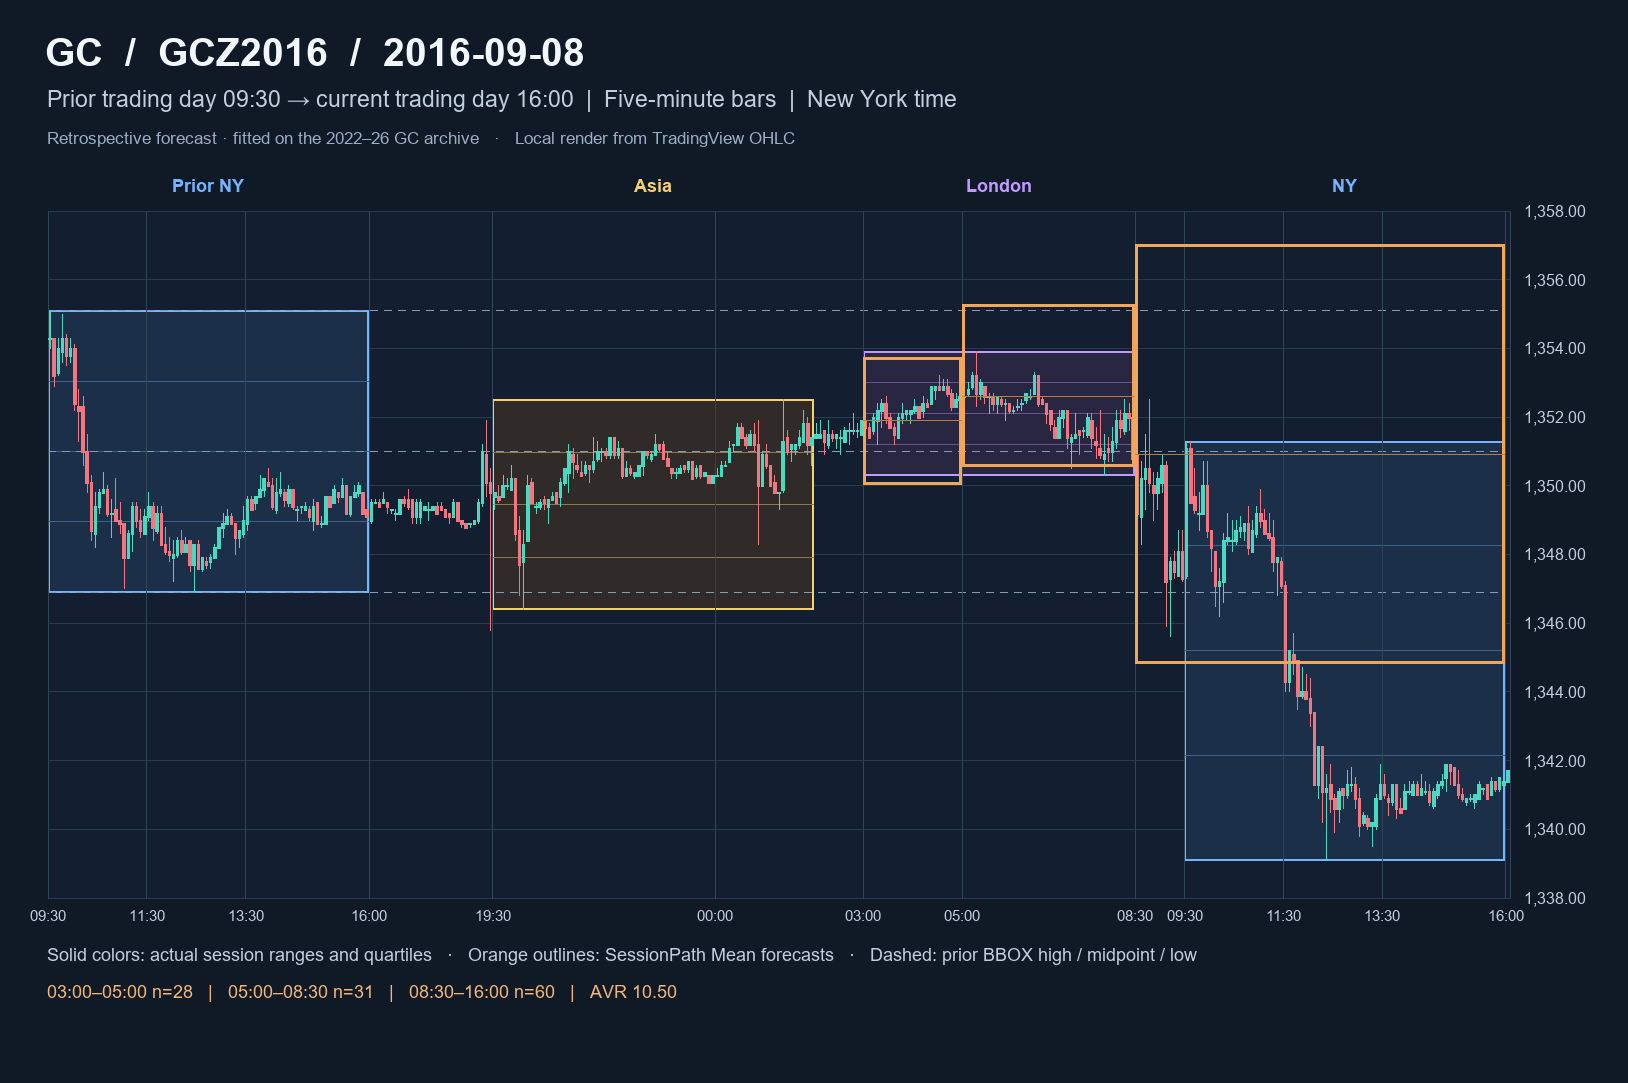 GC / GCZ2016 / 2016-09-08
Prior trading day 09:30 → current trading day 16:00 | Five-minute bars | New York time
Retrospective forecast · fitted on the 2022–26 GC archive · Local render from TradingView OHLC
Prior NY Asia London NY
1,358.00
1,356.00
1,354.00
1,352.00
1,350.00
1,348.00
1,346.00
1,344.00
1,342.00
1,340.00
1,338.00
09:30 11:30 13:30 16:00 19:30 00:00 03:00 05:00 08:30 09:30 11:30 13:30 16:00
Solid colors: actual session ranges and quartiles · Orange outlines: SessionPath Mean forecasts · Dashed: prior BBOX high / midpoint / low
03:00–05:00 n=28 | 05:00–08:30 n=31 | 08:30–16:00 n=60 | AVR 10.50